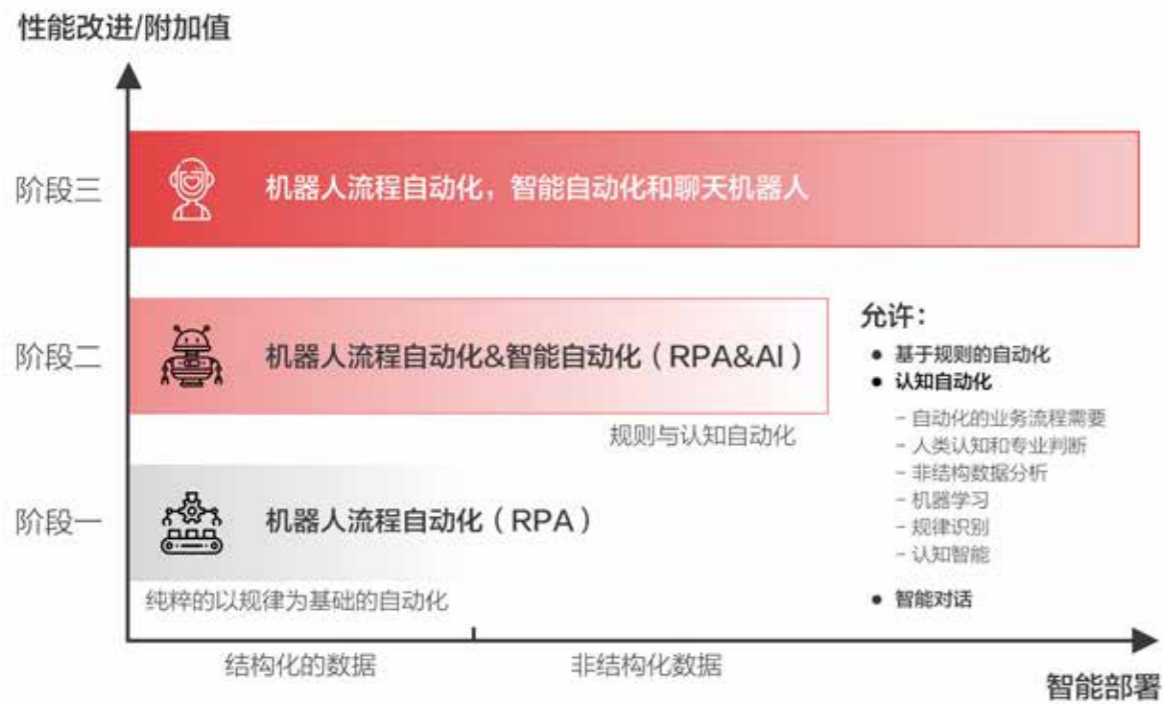 性能改进/附加值
阶段三
机器人流程自动化，智能自动化和聊天机器人
阶段二
机器人流程自动化&智能自动化（RPA&AI）
规则与认知自动化
阶段一
机器人流程自动化（RPA）
纯粹的以规律为基础的自动化
允许：
● 基于规则的自动化
● 认知自动化
- 自动化的业务流程需要
- 人类认知和专业判断
- 非结构数据分析
- 机器学习
- 规律识别
- 认知智能
● 智能对话
结构化的数据
非结构化数据
智能部署